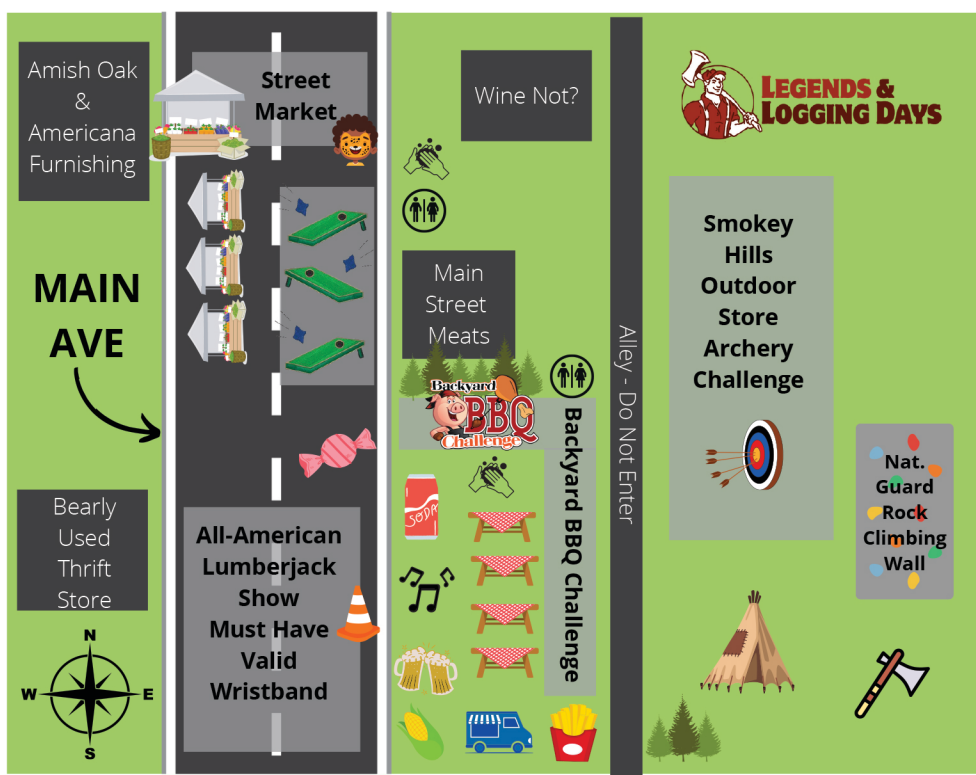 Amish Oak
&
Americana
Furnishing
Street
Market
Wine Not?
LEGENDS &
LOGGING DAYS
MAIN
AVE
Main
Street
Meats
Smokey
Hills
Outdoor
Store
Archery
Challenge
Alley - Do Not Enter
Backyard
BBQ
Challenge
Backyard BBQ Challenge
Nat.
Guard
Rock
Climbing
Wall
Bearly
Used
Thrift
Store
All-American
Lumberjack
Show
Must Have
Valid
Wristband
SODA
N
W E
S